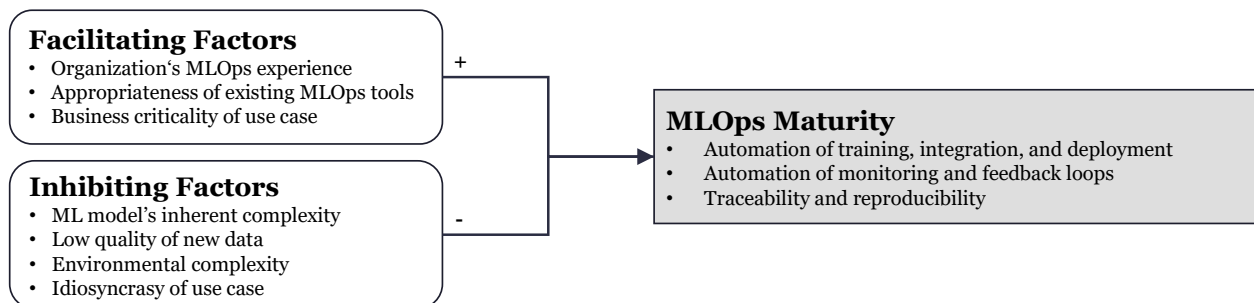 Facilitating Factors
• Organization‘s MLOps experience
• Appropriateness of existing MLOps tools
• Business criticality of use case
+
Inhibiting Factors
• ML model’s inherent complexity
• Low quality of new data
• Environmental complexity
• Idiosyncrasy of use case
-
MLOps Maturity
• Automation of training, integration, and deployment
• Automation of monitoring and feedback loops
• Traceability and reproducibility